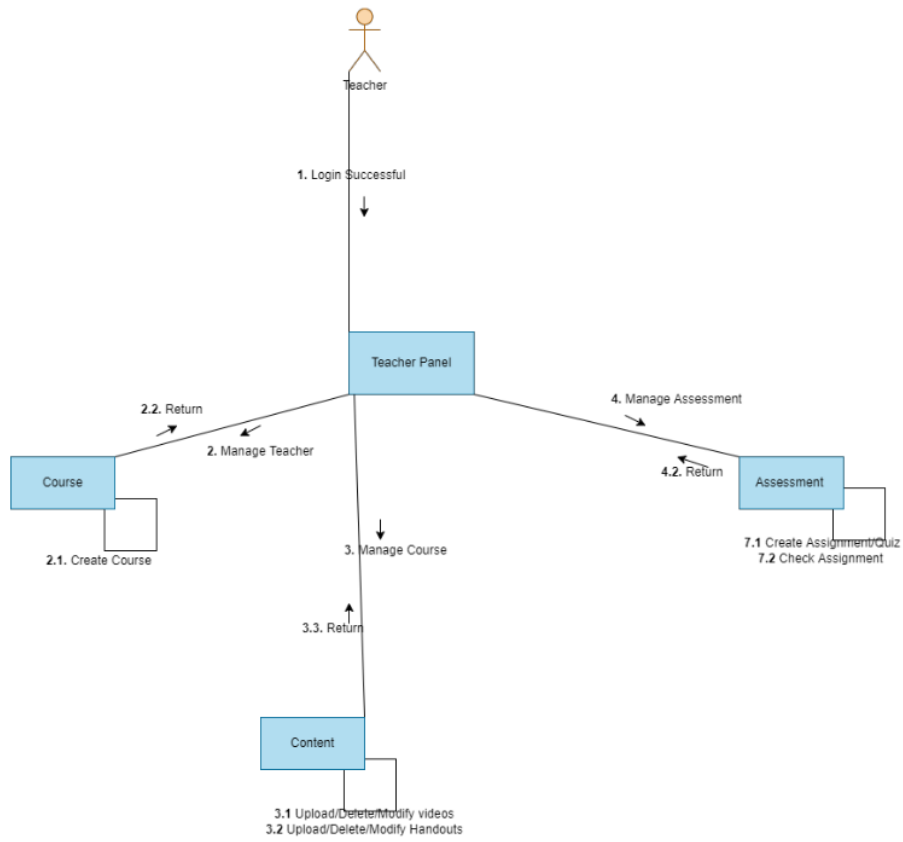 Teacher
1. Login Successful
Teacher Panel
4. Manage Assessment
2.2. Return
2. Manage Teacher
4.2. Return
Course
Assessment
7.1 Create Assignment/Quiz
7.2 Check Assignment
2.1. Create Course
3. Manage Course
3.3. Return
Content
3.1 Upload/Delete/Modify videos
3.2 Upload/Delete/Modify Handouts